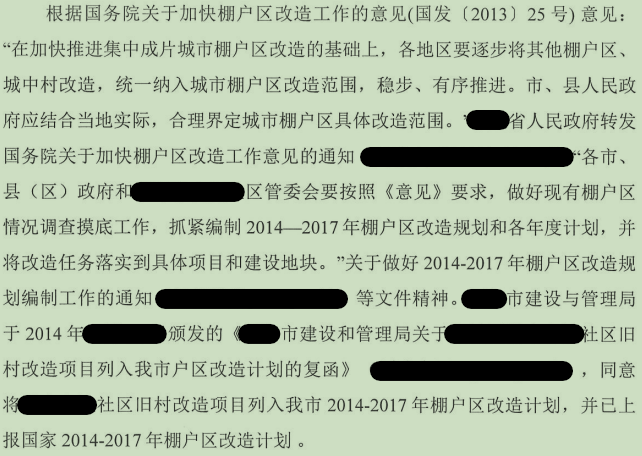 根据国务院关于加快棚户区改造工作的意见(国发〔2013〕25 号) 意见：
“在加快推进集中成片城市棚户区改造的基础上，各地区要逐步将其他棚户区、
城中村改造，统一纳入城市棚户区改造范围，稳步、有序推进。市、县人民政
府应结合当地实际，合理界定城市棚户区具体改造范围。” 省人民政府转发
国务院关于加快棚户区改造工作意见的通知 “各市、
县（区）政府和 区管委会要按照《意见》要求，做好现有棚户区
情况调查摸底工作，抓紧编制 2014—2017 年棚户区改造规划和各年度计划，并
将改造任务落实到具体项目和建设地块。”关于做好 2014-2017 年棚户区改造规
划编制工作的通知 等文件精神。 市建设与管理局
于 2014 年 颁发的《 市建设和管理局关于 社区旧
村改造项目列入我市户区改造计划的复函》 ，同意
将 社区旧村改造项目列入我市 2014-2017 年棚户区改造计划，并已上
报国家 2014-2017 年棚户区改造计划 。